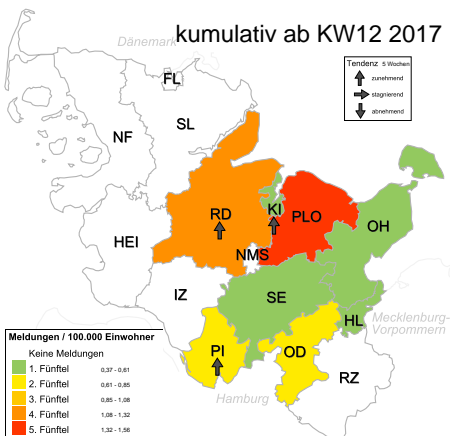 kumulativ ab KW12 2017
Dänemark
Tendenz 5 Wochen
zunehmend
stagnierend
abnehmend
FL
SL
NF
RD
KI
PLO
OH
HEI
NMS
IZ
SE
HL
Mecklenburg-
Vorpommern
PI
OD
RZ
Hamburg
Meldungen / 100.000 Einwohner
Keine Meldungen
1. Fünftel 0,37 - 0,61
2. Fünftel 0,61 - 0,85
3. Fünftel 0,85 - 1,08
4. Fünftel 1,08 - 1,32
5. Fünftel 1,32 - 1,56